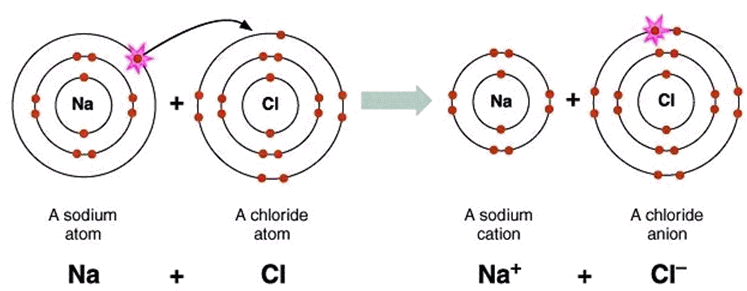 Na + Cl Na + Cl
A sodium atom A chloride atom A sodium cation A chloride anion
Na + Cl Na⁺ + Cl⁻